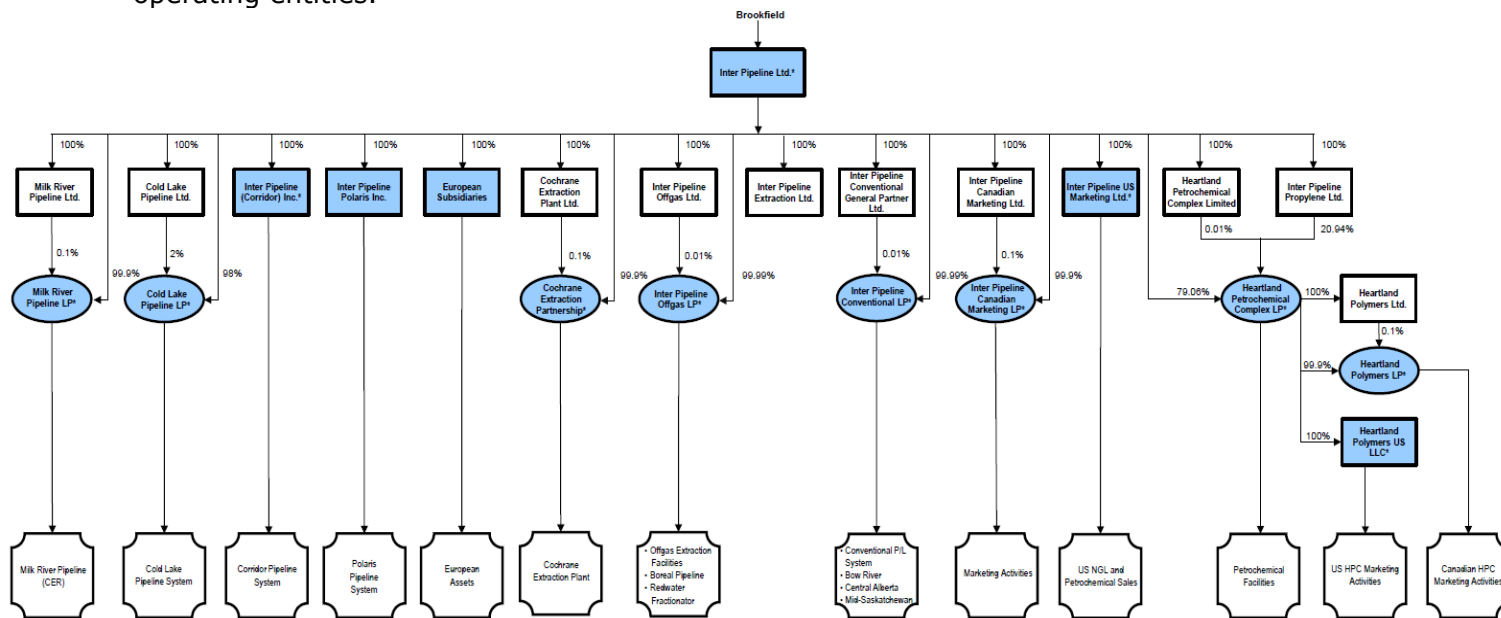 operating entities.
Brookfield
Inter Pipeline Ltd.*
100%
100%
100%
100%
100%
100%
100%
100%
100%
100%
100%
100%
100%
Milk River
Pipeline Ltd.
Cold Lake
Pipeline Ltd.
Inter Pipeline
(Corridor) Inc.*
Inter Pipeline
Polaris Inc.
European
Subsidiaries
Cochrane
Extraction
Plant Ltd.
Inter Pipeline
Offgas Ltd.
Inter Pipeline
Extraction Ltd.
Inter Pipeline
Conventional
General Partner
Ltd.
Inter Pipeline
Canadian
Marketing Ltd.
Inter Pipeline US
Marketing Ltd.*
Heartland
Petrochemical
Complex Limited
Inter Pipeline
Propylene Ltd.
0.1%
99.9%
2%
98%
0.1%
99.9%
0.01%
99.99%
0.01%
99.99%
0.1%
99.9%
79.06%
0.01%
20.94%
Milk River
Pipeline LP*
Cold Lake
Pipeline LP*
Cochrane
Extraction
Partnership*
Inter Pipeline
Offgas LP*
Inter Pipeline
Conventional LP*
Inter Pipeline
Canadian
Marketing LP*
Heartland
Petrochemical
Complex LP*
100%
Heartland
Polymers Ltd.
0.1%
99.9%
Heartland
Polymers LP*
100%
Heartland
Polymers US
LLC*
Milk River Pipeline
(CER)
Cold Lake
Pipeline System
Corridor Pipeline
System
Polaris
Pipeline
System
European
Assets
Cochrane
Extraction Plant
• Offgas Extraction
Facilities
• Boreal Pipeline
• Redwater
Fractionator
• Conventional P/L
System
• Bow River
• Central Alberta
• Mid-Saskatchewan
Marketing Activities
US NGL and
Petrochemical Sales
Petrochemical
Facilities
US HPC Marketing
Activities
Canadian HPC
Marketing Activities